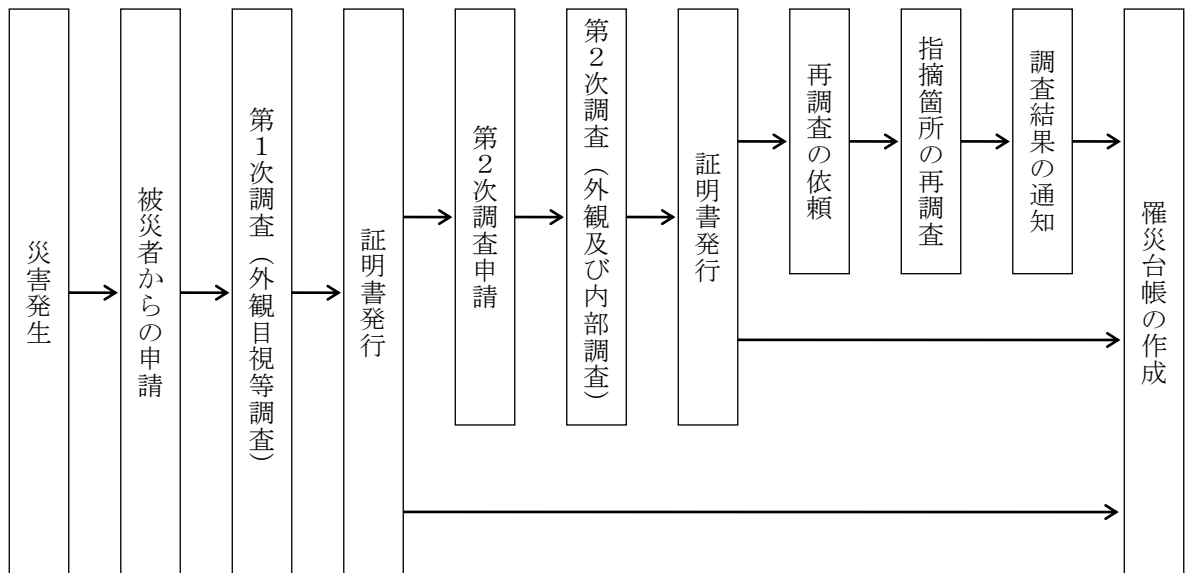 災害発生
被災者からの申請
第1次調査（外観目視等調査）
証明書発行
第2次調査申請
第2次調査（外観及び内部調査）
証明書発行
再調査の依頼
指摘箇所の再調査
調査結果の通知
罹災台帳の作成